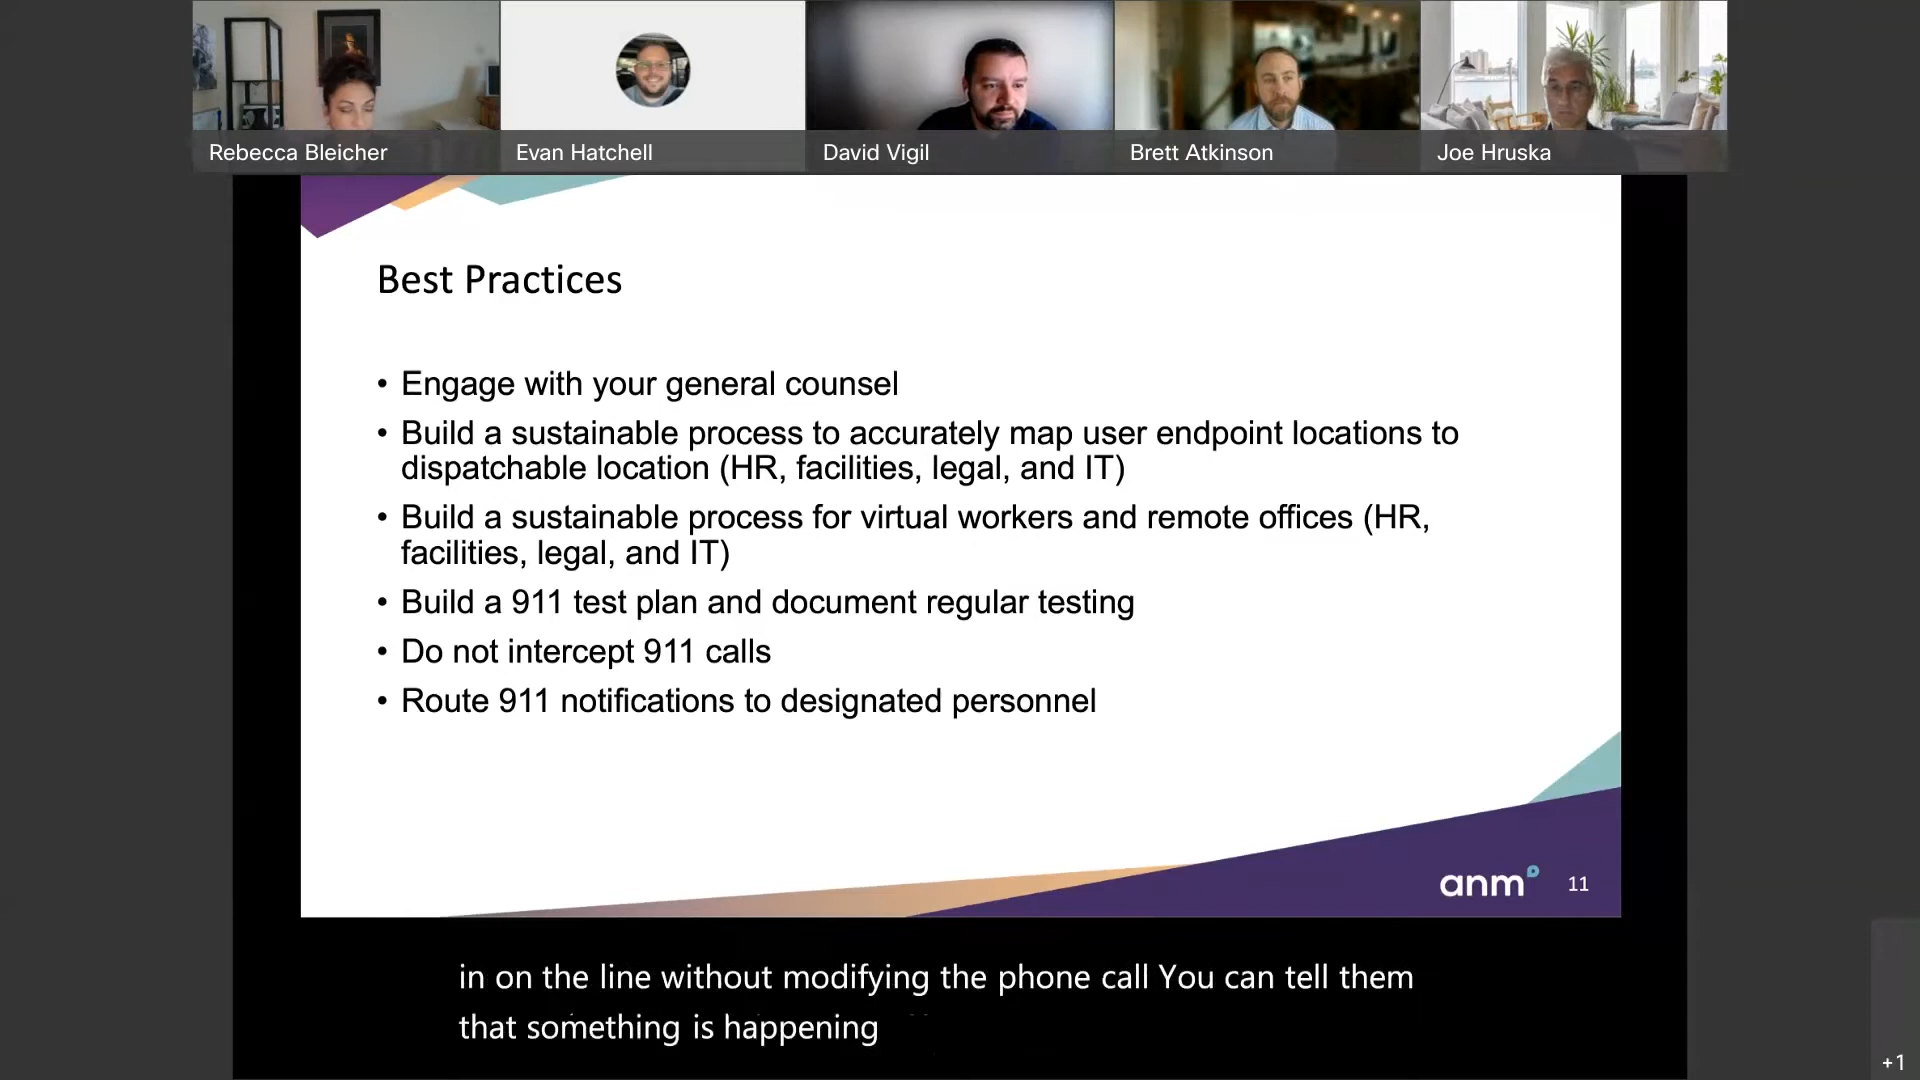 Rebecca Bleicher
Evan Hatchell
David Vigil
Brett Atkinson
Joe Hruska
Best Practices
• Engage with your general counsel
• Build a sustainable process to accurately map user endpoint locations to
dispatchable location (HR, facilities, legal, and IT)
• Build a sustainable process for virtual workers and remote offices (HR,
facilities, legal, and IT)
• Build a 911 test plan and document regular testing
• Do not intercept 911 calls
• Route 911 notifications to designated personnel
anm
11
in on the line without modifying the phone call You can tell them
that something is happening
+1